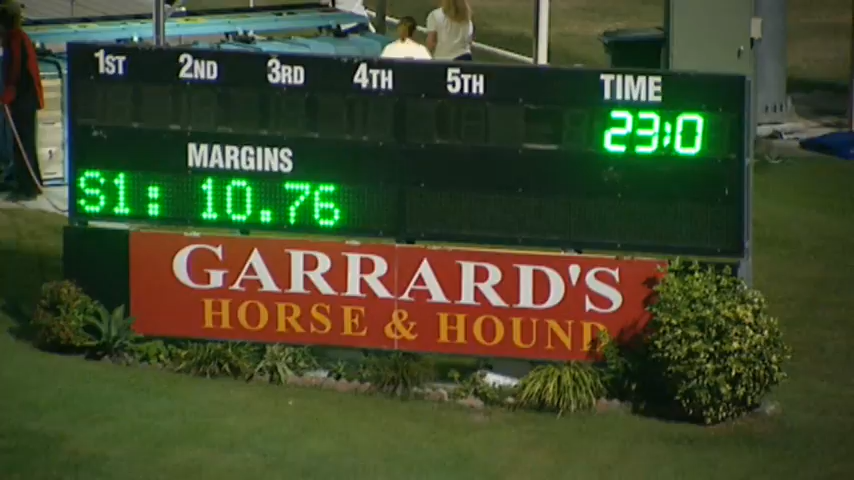 1ST 2ND 3RD 4TH 5TH TIME
23:0
MARGINS
S1: 10.76
GARRARD'S
HORSE & HOUND